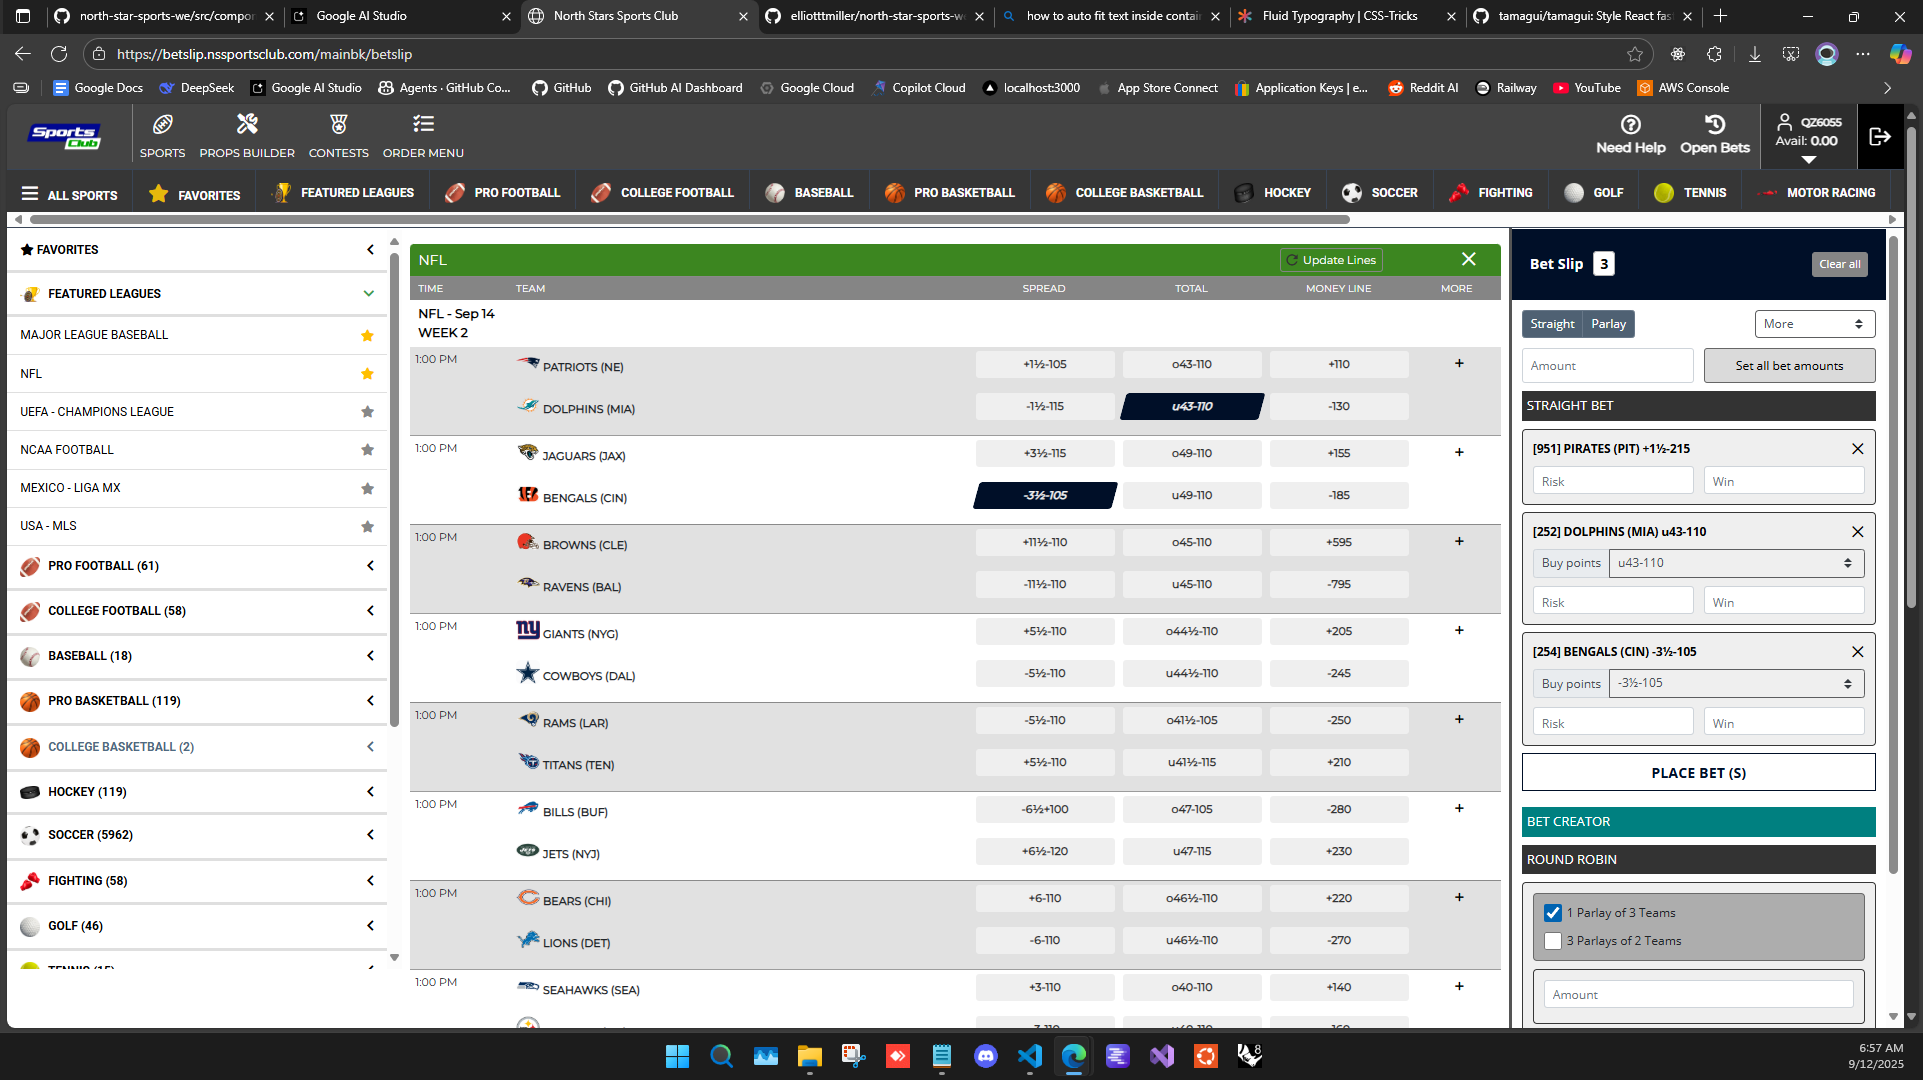 north-star-sports-we/src/compor
Google AI Studio
North Stars Sports Club
elliotttmiller/north-star-sports-we
how to auto fit text inside contai
Fluid Typography | CSS-Tricks
tamagui/tamagui: Style React fas
https://betslip.nssportsclub.com/mainbk/betslip
Google Docs
DeepSeek
Google AI Studio
Agents · GitHub Co...
GitHub
GitHub AI Dashboard
Google Cloud
Copilot Cloud
localhost:3000
App Store Connect
Application Keys | e...
Reddit AI
Railway
YouTube
AWS Console
Sports Club
SPORTS
PROPS BUILDER
CONTESTS
ORDER MENU
Need Help
Open Bets
QZ6055
Avail: 0.00
ALL SPORTS
FAVORITES
FEATURED LEAGUES
PRO FOOTBALL
COLLEGE FOOTBALL
BASEBALL
PRO BASKETBALL
COLLEGE BASKETBALL
HOCKEY
SOCCER
FIGHTING
GOLF
TENNIS
MOTOR RACING
FAVORITES
FEATURED LEAGUES
MAJOR LEAGUE BASEBALL
NFL
UEFA - CHAMPIONS LEAGUE
NCAA FOOTBALL
MEXICO - LIGA MX
USA - MLS
PRO FOOTBALL (61)
COLLEGE FOOTBALL (58)
BASEBALL (18)
PRO BASKETBALL (119)
COLLEGE BASKETBALL (2)
HOCKEY (119)
SOCCER (5962)
FIGHTING (58)
GOLF (46)
NFL
Update Lines
TIME TEAM SPREAD TOTAL MONEY LINE MORE
NFL - Sep 14
WEEK 2
1:00 PM PATRIOTS (NE) +1½-105 o43-110 +110 +
DOLPHINS (MIA) -1½-115 u43-110 -130
1:00 PM JAGUARS (JAX) +3½-115 o49-110 +155 +
BENGALS (CIN) -3½-105 u49-110 -185
1:00 PM BROWNS (CLE) +11½-110 o45-110 +595 +
RAVENS (BAL) -11½-110 u45-110 -795
1:00 PM GIANTS (NYG) +5½-110 o44½-110 +205 +
COWBOYS (DAL) -5½-110 u44½-110 -245
1:00 PM RAMS (LAR) -5½-110 o41½-105 -250 +
TITANS (TEN) +5½-110 u41½-115 +210
1:00 PM BILLS (BUF) -6½+100 o47-105 -280 +
JETS (NYJ) +6½-120 u47-115 +230
1:00 PM BEARS (CHI) +6-110 o46½-110 +220 +
LIONS (DET) -6-110 u46½-110 -270
1:00 PM SEAHAWKS (SEA) +3-110 o40-110 +140 +
Bet Slip 3
Clear all
Straight Parlay
More
Amount
Set all bet amounts
STRAIGHT BET
[951] PIRATES (PIT) +1½-215
Risk Win
[252] DOLPHINS (MIA) u43-110
Buy points u43-110
Risk Win
[254] BENGALS (CIN) -3½-105
Buy points -3½-105
Risk Win
PLACE BET (S)
BET CREATOR
ROUND ROBIN
1 Parlay of 3 Teams
3 Parlays of 2 Teams
Amount
6:57 AM
9/12/2025